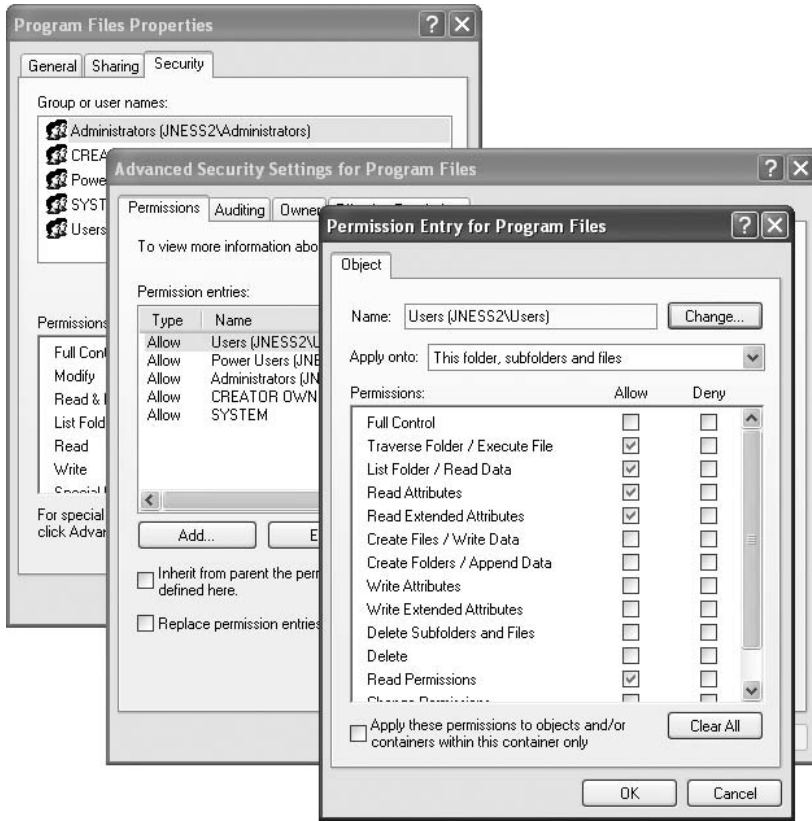 Program Files Properties
General Sharing Security
Group or user names:
Administrators (JNESS2\Administrators)
CREA
Powe
SYST
Users
Permissions
Full Cont
Modify
Read &
List Fold
Read
Write
Special
For special
click Advar
Advanced Security Settings for Program Files
Permissions Auditing Owner
To view more information abo
Permission entries:
Type Name
Allow Users (JNESS2\U
Allow Power Users (JNE
Allow Administrators (JN
Allow CREATOR OWN
Allow SYSTEM
Add... E
Inherit from parent the perr
defined here.
Replace permission entries
Permission Entry for Program Files
Object
Name: Users (JNESS2\Users) Change...
Apply onto: This folder, subfolders and files
Permissions: Allow Deny
Full Control
Traverse Folder / Execute File
List Folder / Read Data
Read Attributes
Read Extended Attributes
Create Files / Write Data
Create Folders / Append Data
Write Attributes
Write Extended Attributes
Delete Subfolders and Files
Delete
Read Permissions
Change Permissions
Apply these permissions to objects and/or
containers within this container only
Clear All
OK Cancel